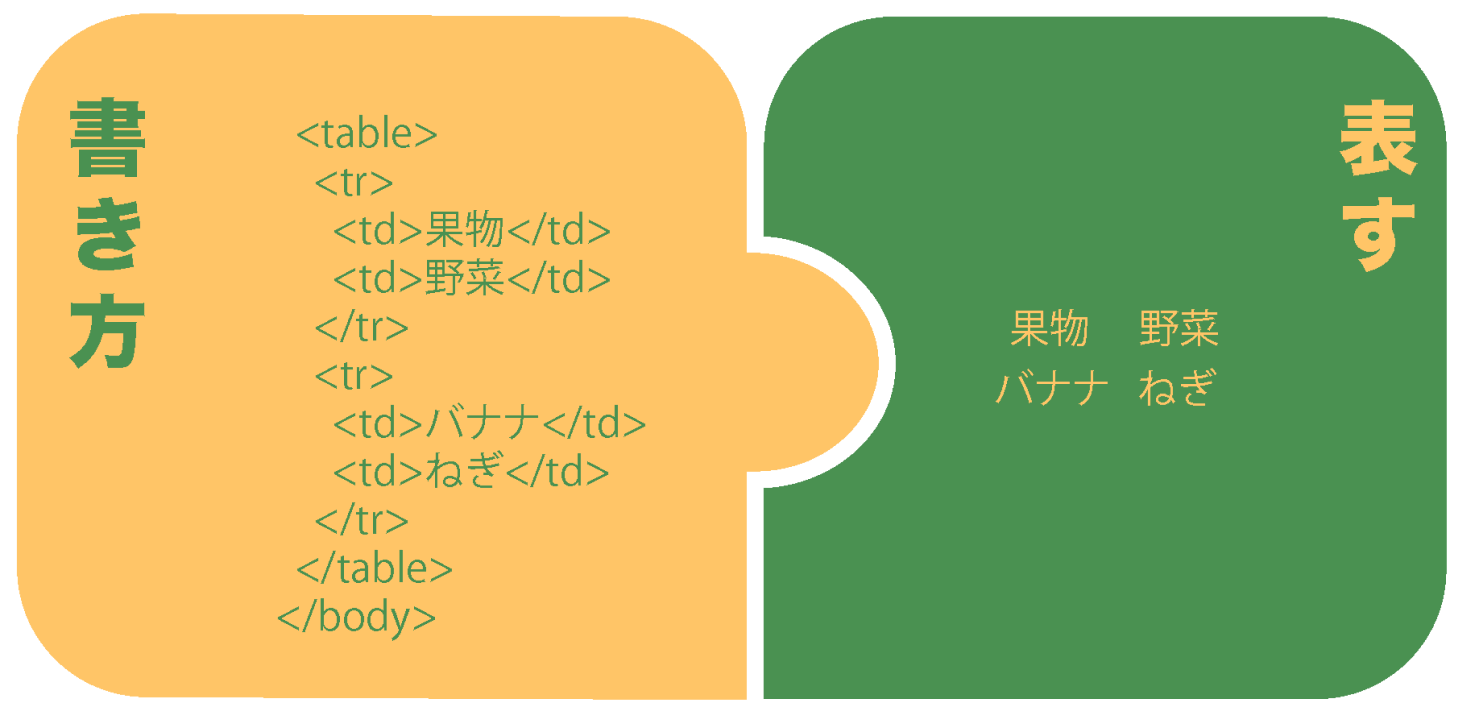 書き方
<table>
<tr>
<td>果物</td>
<td>野菜</td>
</tr>
<tr>
<td>バナナ</td>
<td>ねぎ</td>
</tr>
</table>
</body>
表す
果物 野菜
バナナ ねぎ